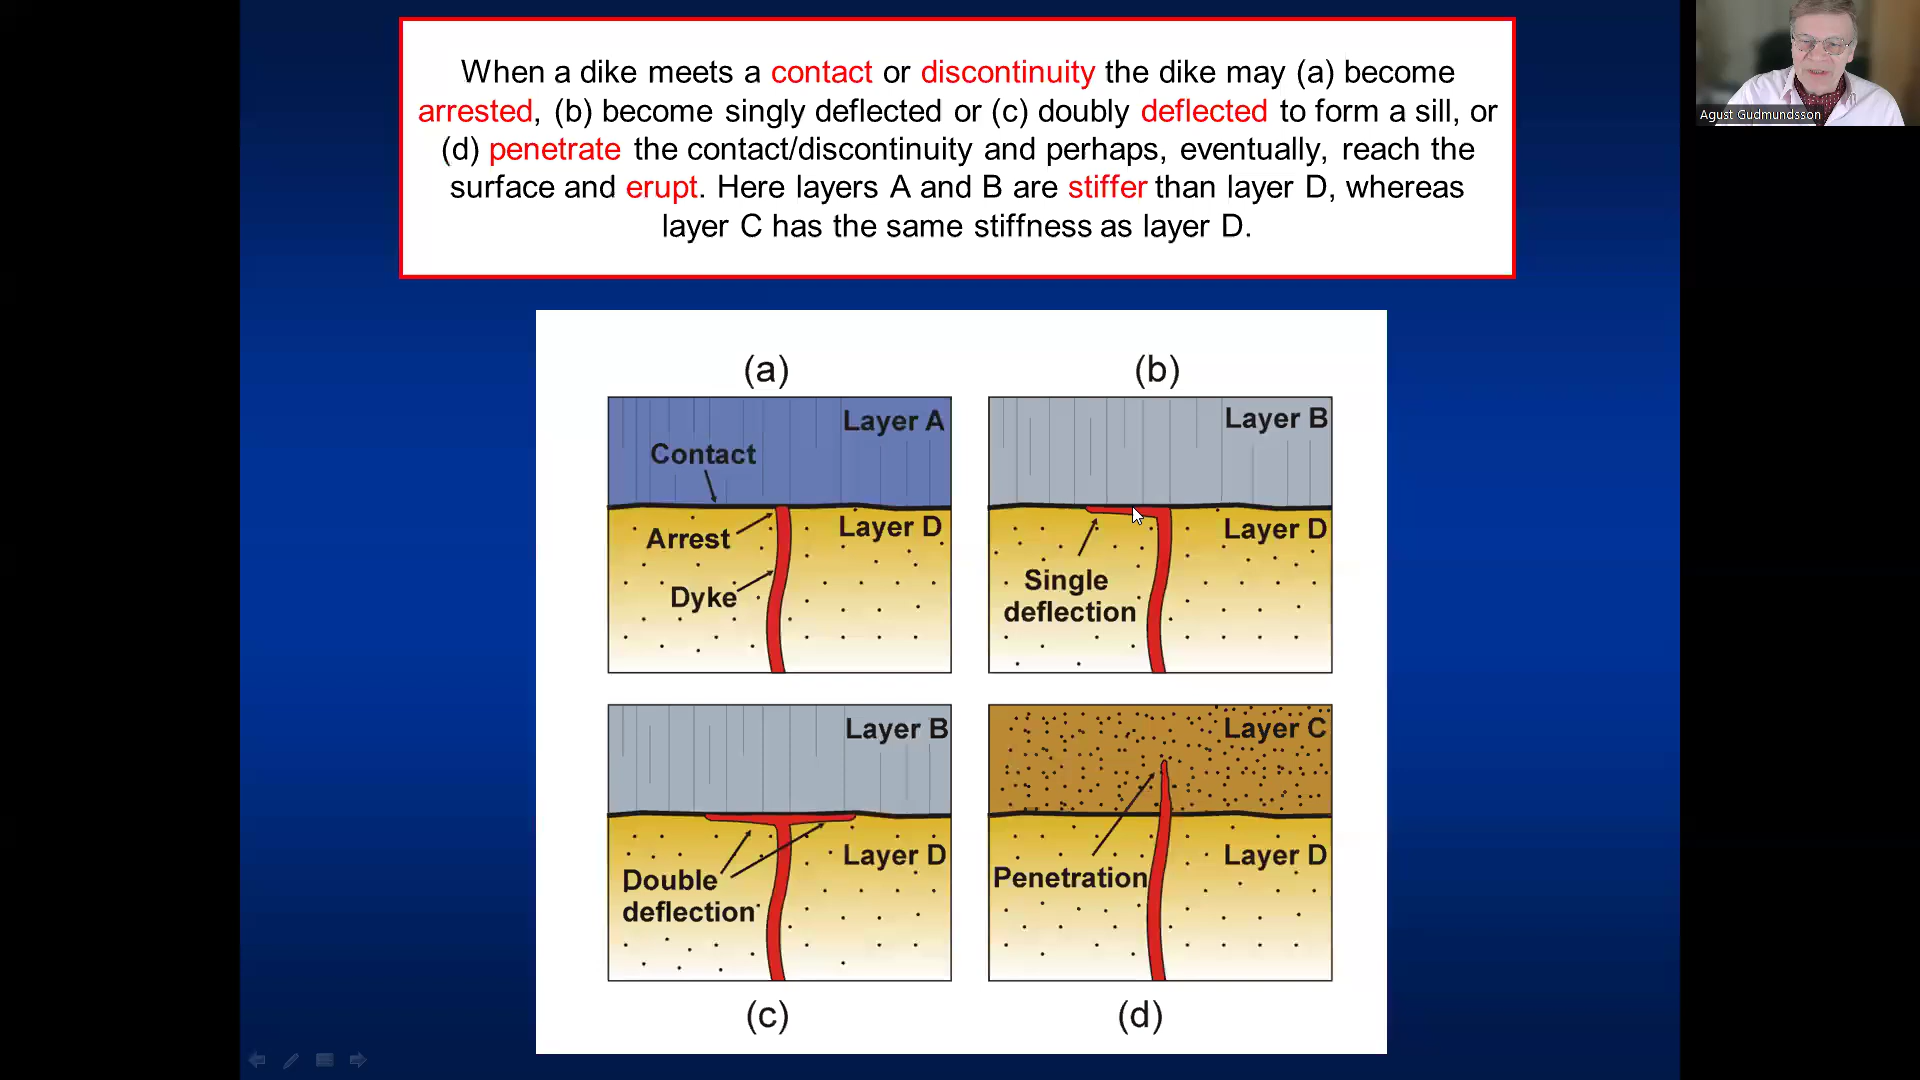 When a dike meets a contact or discontinuity the dike may (a) become
arrested, (b) become singly deflected or (c) doubly deflected to form a sill, or
(d) penetrate the contact/discontinuity and perhaps, eventually, reach the
surface and erupt. Here layers A and B are stiffer than layer D, whereas
layer C has the same stiffness as layer D.
Agust Gudmundsson
(a)
Layer A
Contact
Arrest
Layer D
Dyke
(b)
Layer B
Layer D
Single
deflection
Layer B
Layer D
Double
deflection
(c)
Layer C
Layer D
Penetration
(d)